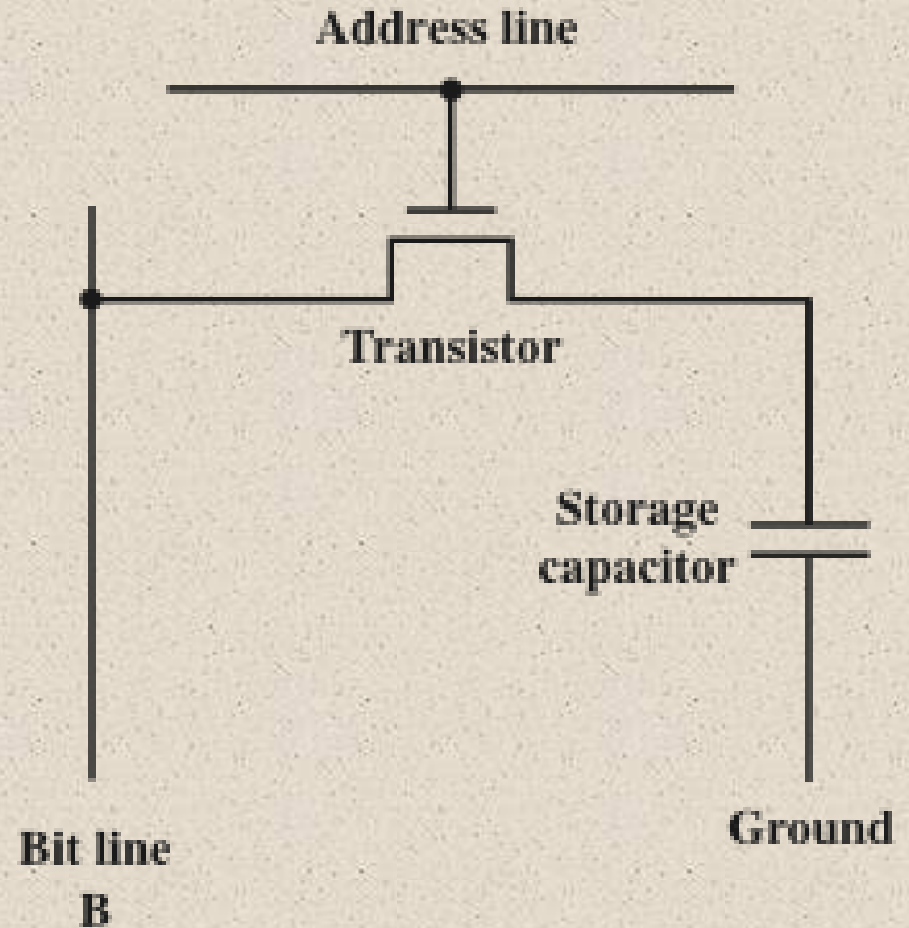 Address line
Transistor
Storage
capacitor
Ground
Bit line
B